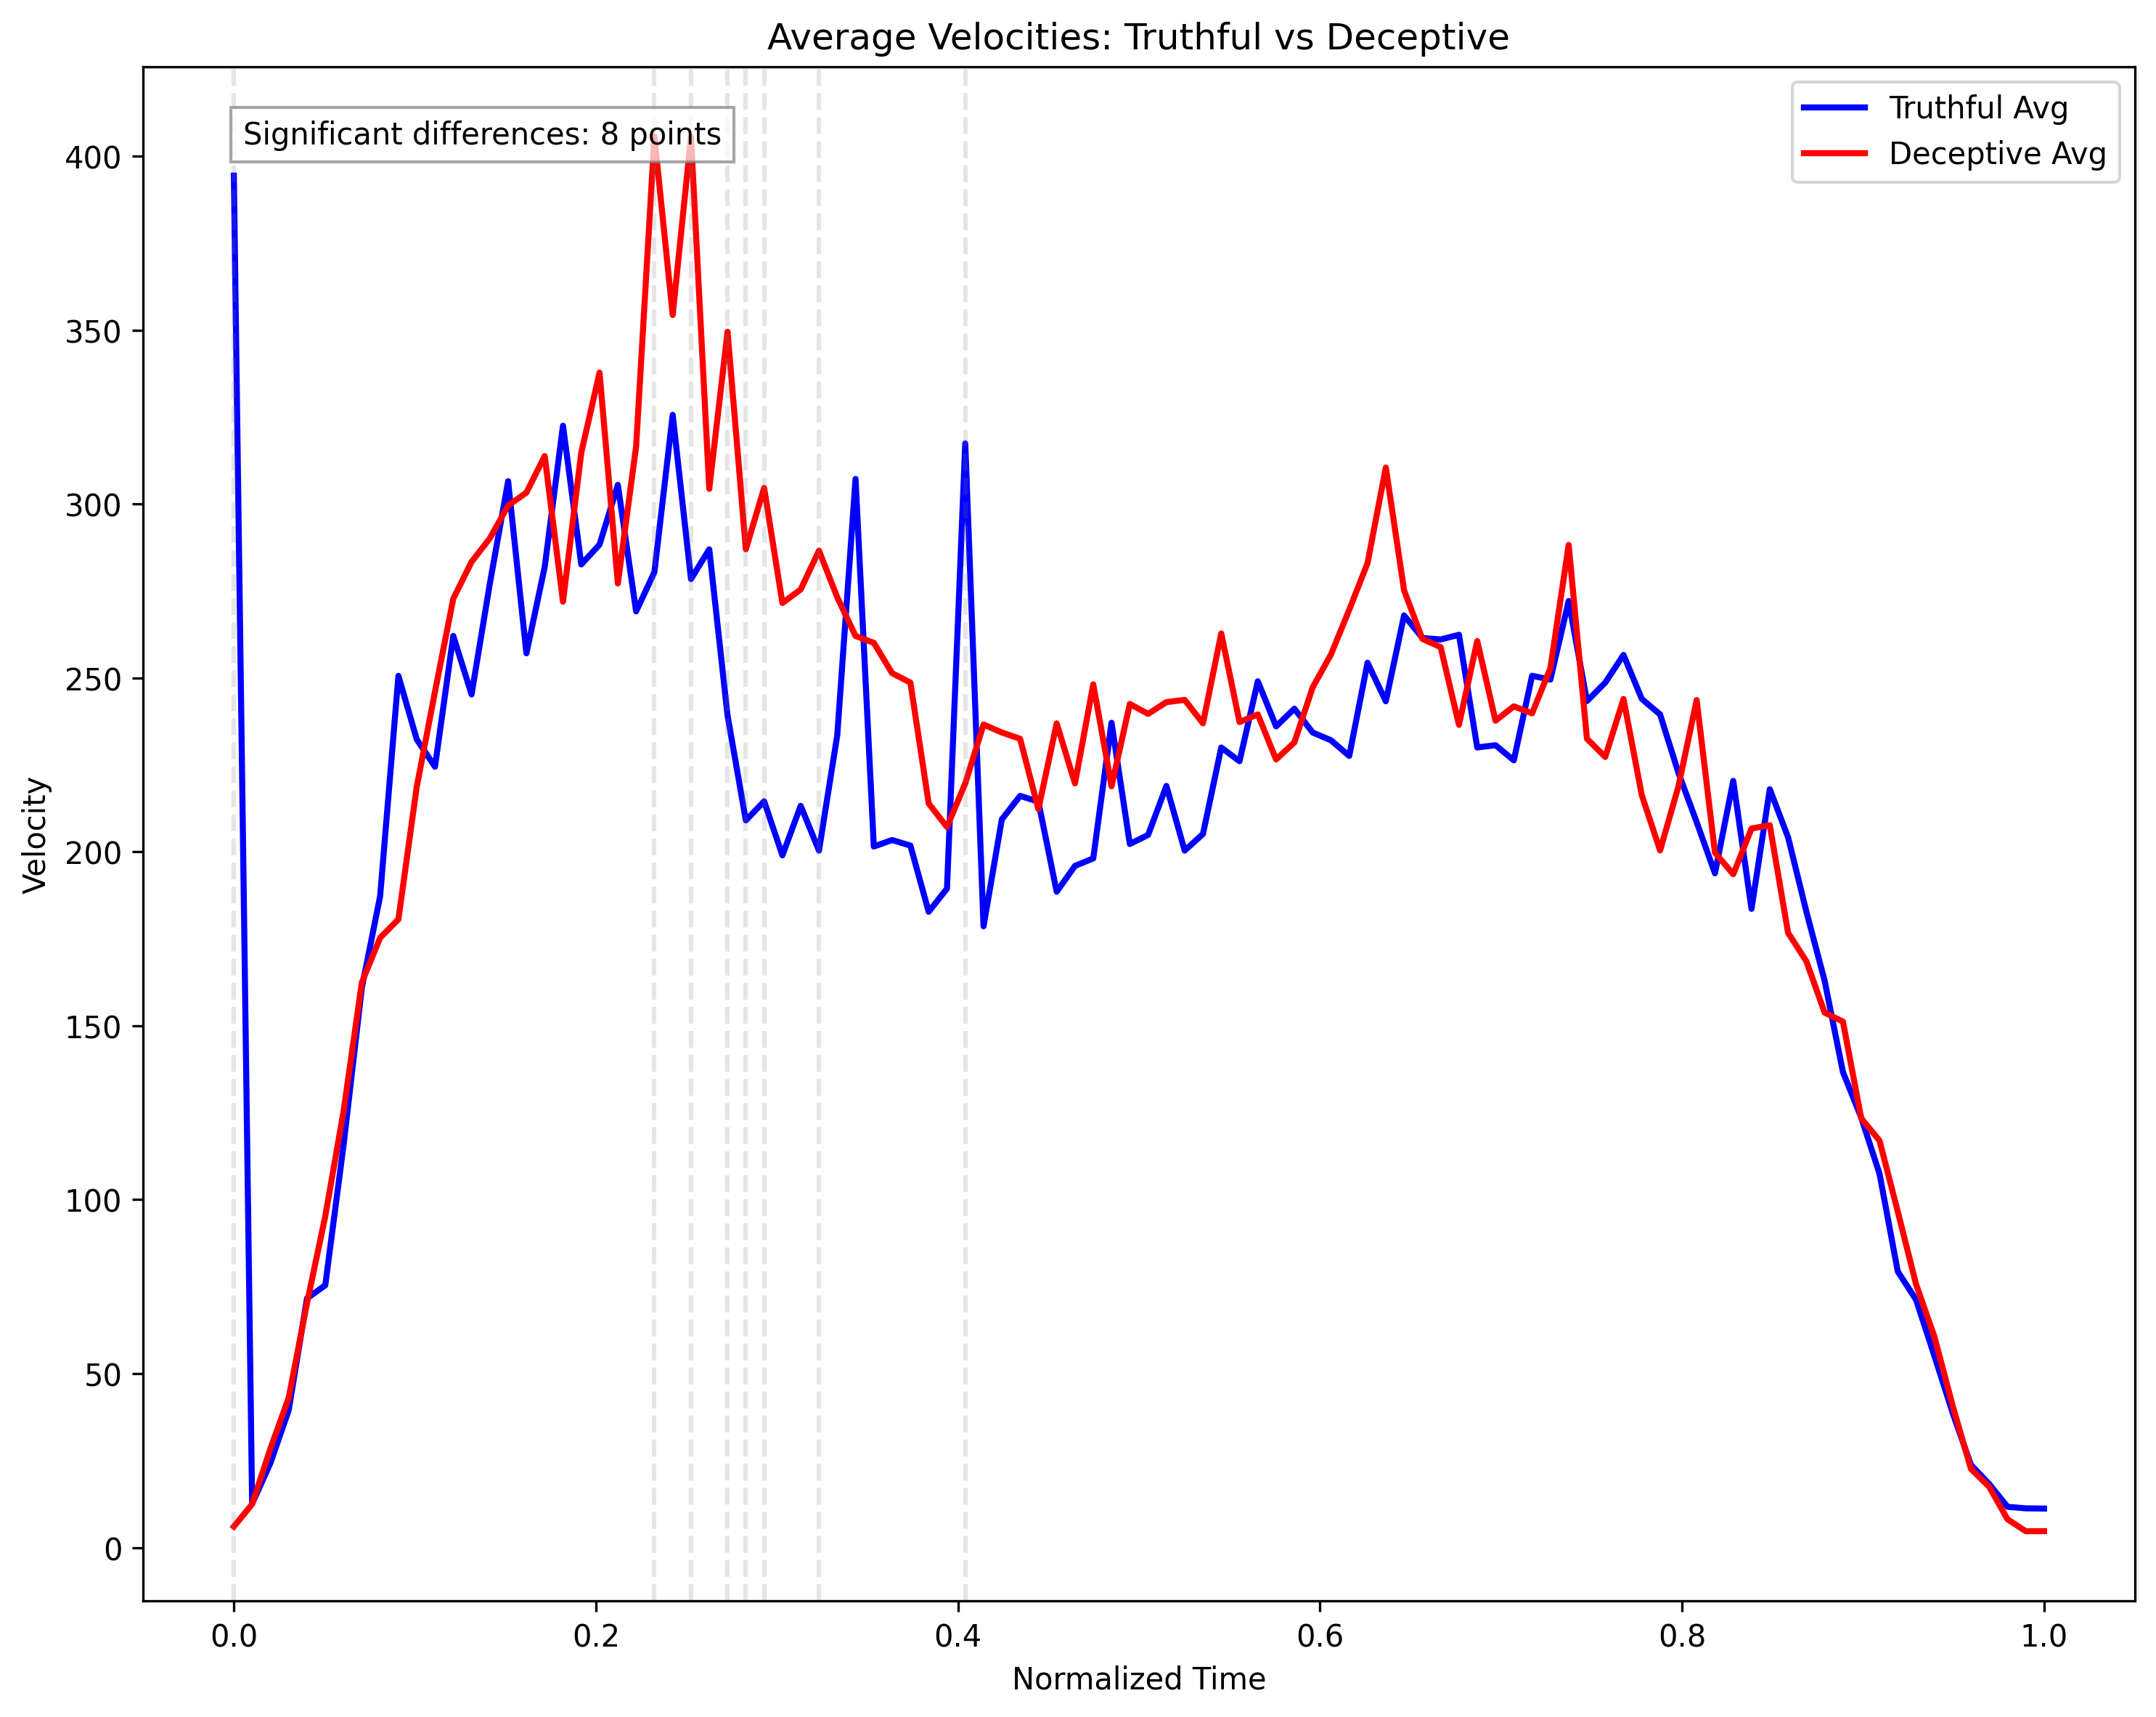 Average Velocities: Truthful vs Deceptive
Significant differences: 8 points
Truthful Avg
Deceptive Avg
Velocity
400
350
300
250
200
150
100
50
0
0.0 0.2 0.4 0.6 0.8 1.0
Normalized Time